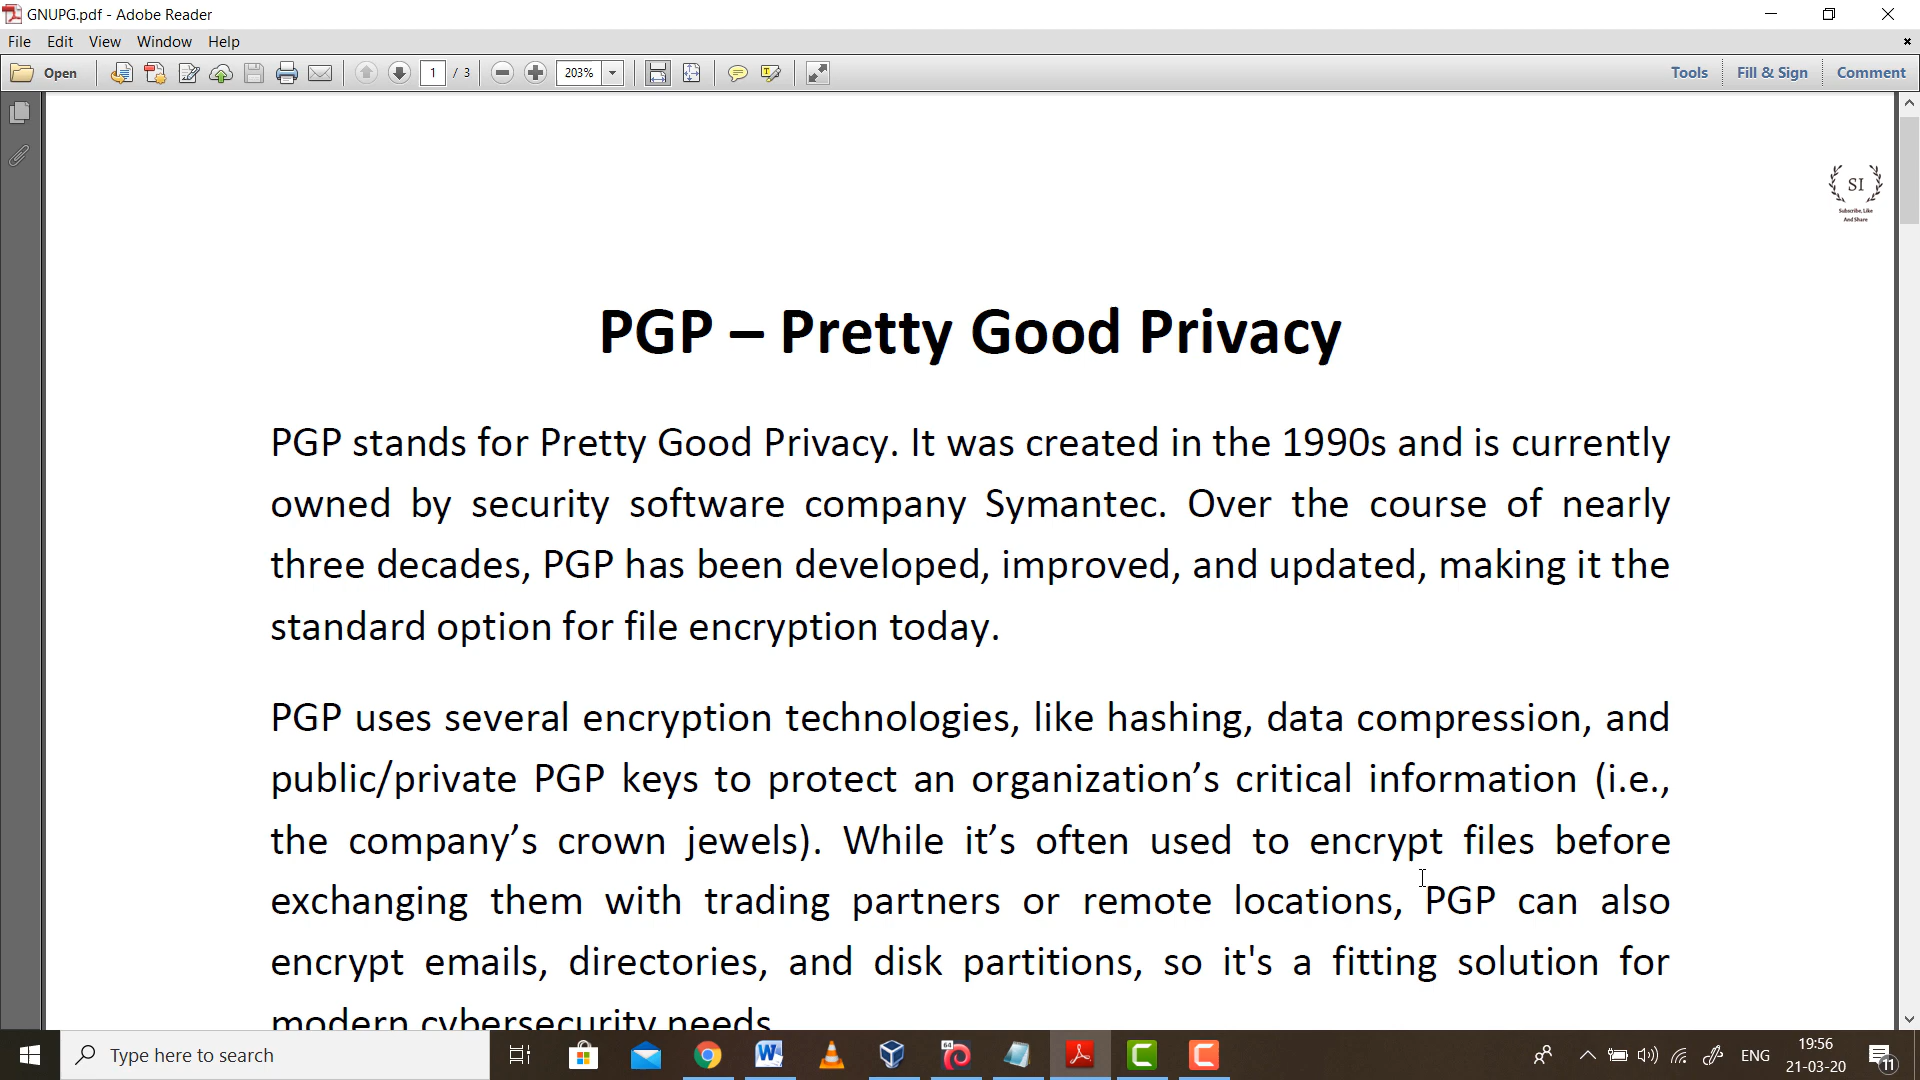 GNUPG.pdf - Adobe Reader
File Edit View Window Help
Open 1 / 3 203% Tools Fill & Sign Comment
SI
Subscribe, Like
And Share
PGP – Pretty Good Privacy
PGP stands for Pretty Good Privacy. It was created in the 1990s and is currently
owned by security software company Symantec. Over the course of nearly
three decades, PGP has been developed, improved, and updated, making it the
standard option for file encryption today.
PGP uses several encryption technologies, like hashing, data compression, and
public/private PGP keys to protect an organization’s critical information (i.e.,
the company’s crown jewels). While it’s often used to encrypt files before
exchanging them with trading partners or remote locations, PGP can also
encrypt emails, directories, and disk partitions, so it's a fitting solution for
modern cybersecurity needs.
Type here to search
64
ENG
19:56
21-03-20
11